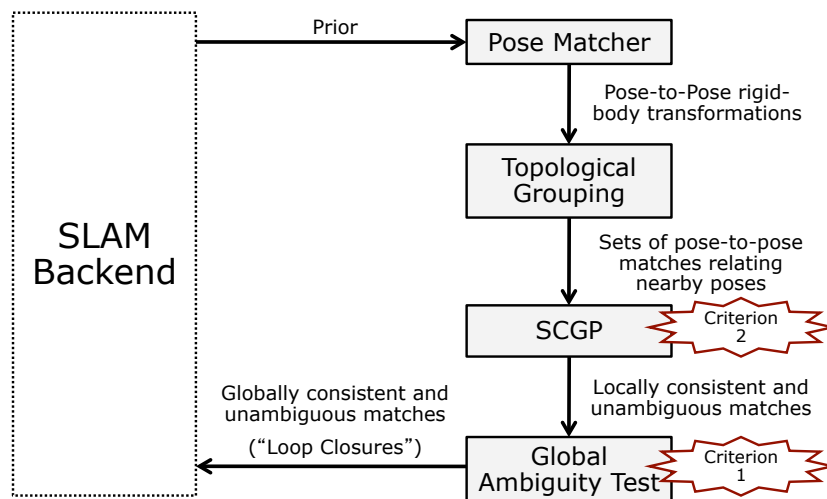 Prior
Pose Matcher
Pose-to-Pose rigid-
body transformations
Topological
Grouping
SLAM
Backend
Sets of pose-to-pose
matches relating
nearby poses
SCGP
Criterion
2
Globally consistent and
unambiguous matches
(“Loop Closures”)
Locally consistent and
unambiguous matches
Global
Ambiguity Test
Criterion
1